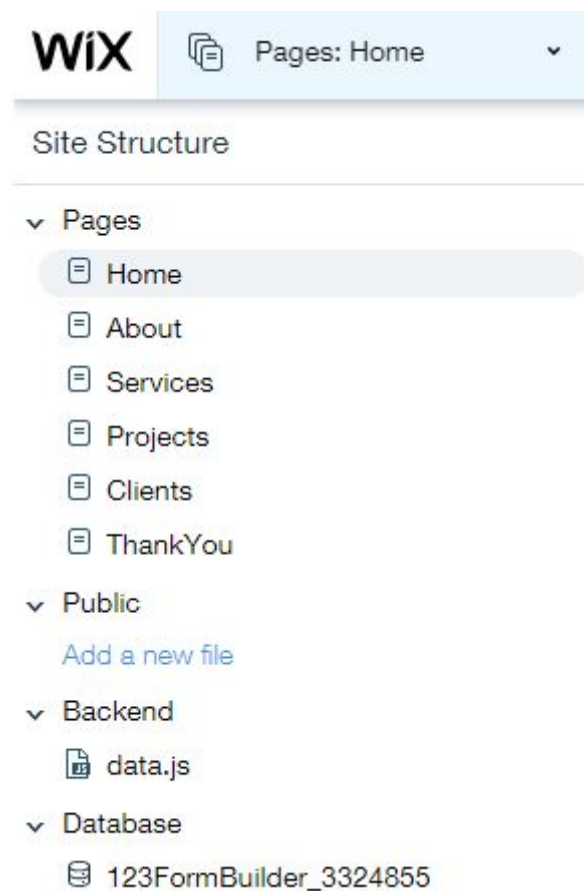 WiX
Pages: Home
Site Structure
Pages
Home
About
Services
Projects
Clients
ThankYou
Public
Add a new file
Backend
data.js
Database
123FormBuilder_3324855